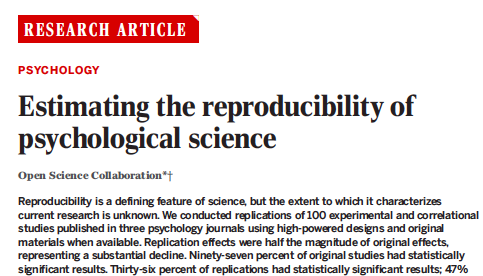 RESEARCH ARTICLE
PSYCHOLOGY
Estimating the reproducibility of
psychological science
Open Science Collaboration*†
Reproducibility is a defining feature of science, but the extent to which it characterizes
current research is unknown. We conducted replications of 100 experimental and correlational
studies published in three psychology journals using high-powered designs and original
materials when available. Replication effects were half the magnitude of original effects,
representing a substantial decline. Ninety-seven percent of original studies had statistically
significant results. Thirty-six percent of replications had statistically significant results; 47%